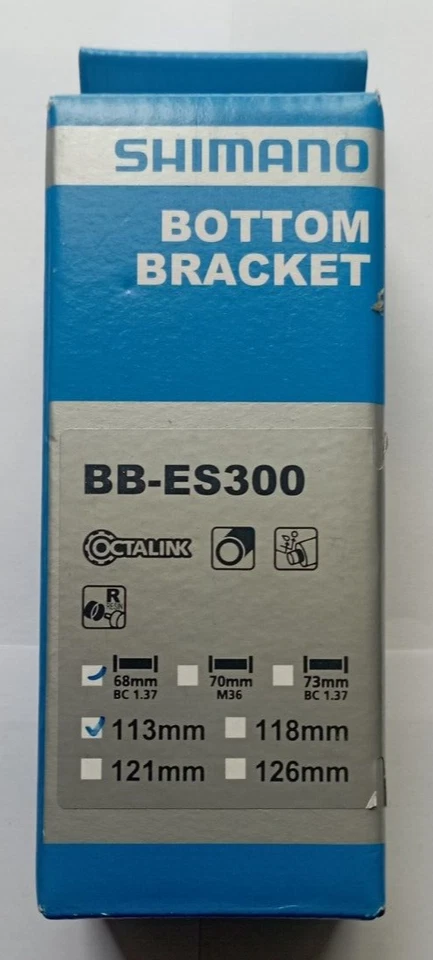 SHIMANO
BOTTOM
BRACKET
BB-ES300
OCTALINK
R
68mm 70mm 73mm
BC 1.37 M36 BC 1.37
113mm 118mm
121mm 126mm